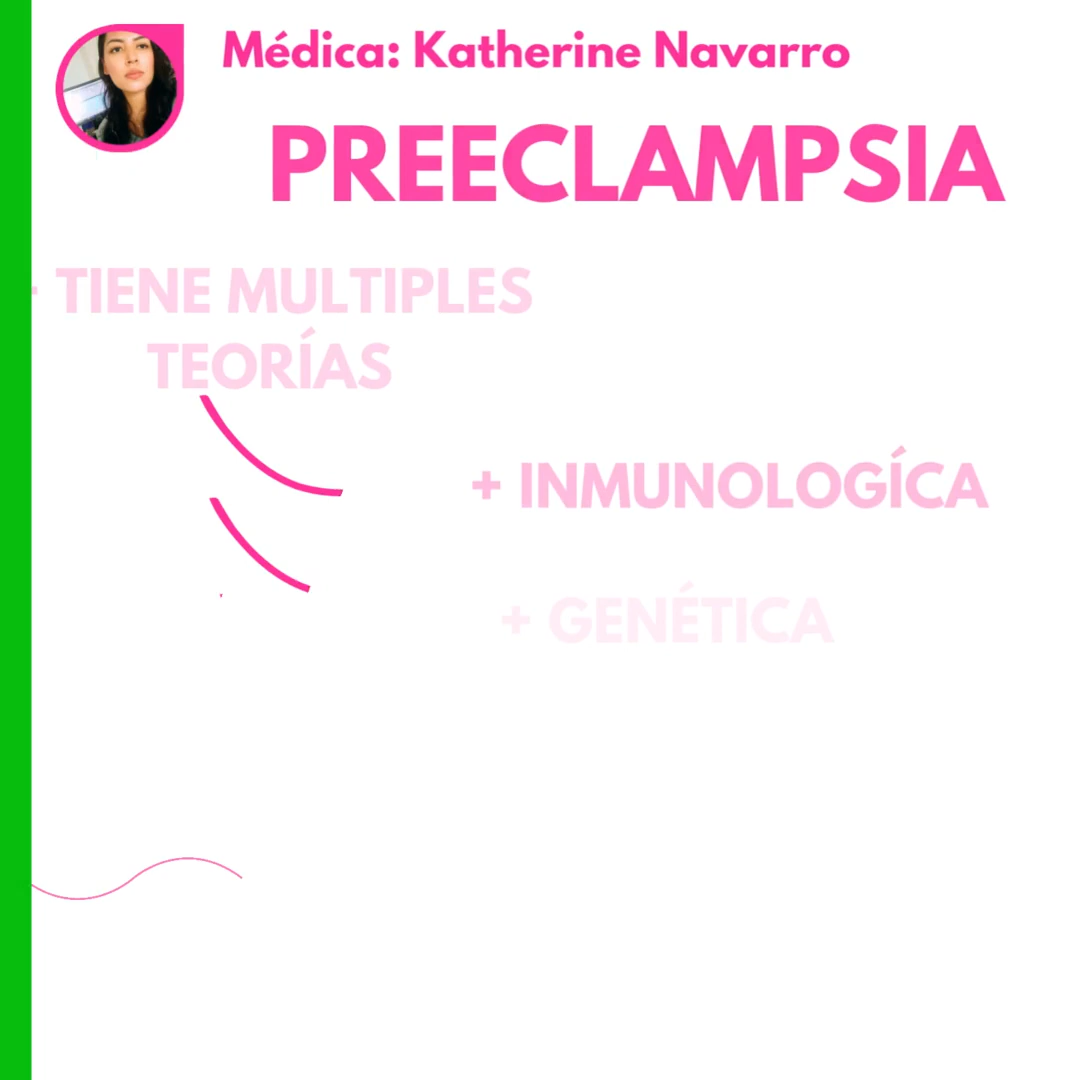 Médica: Katherine Navarro
PREECLAMPSIA
- TIENE MULTIPLES
TEORÍAS
+ INMUNOLOGÍCA
+ GENÉTICA